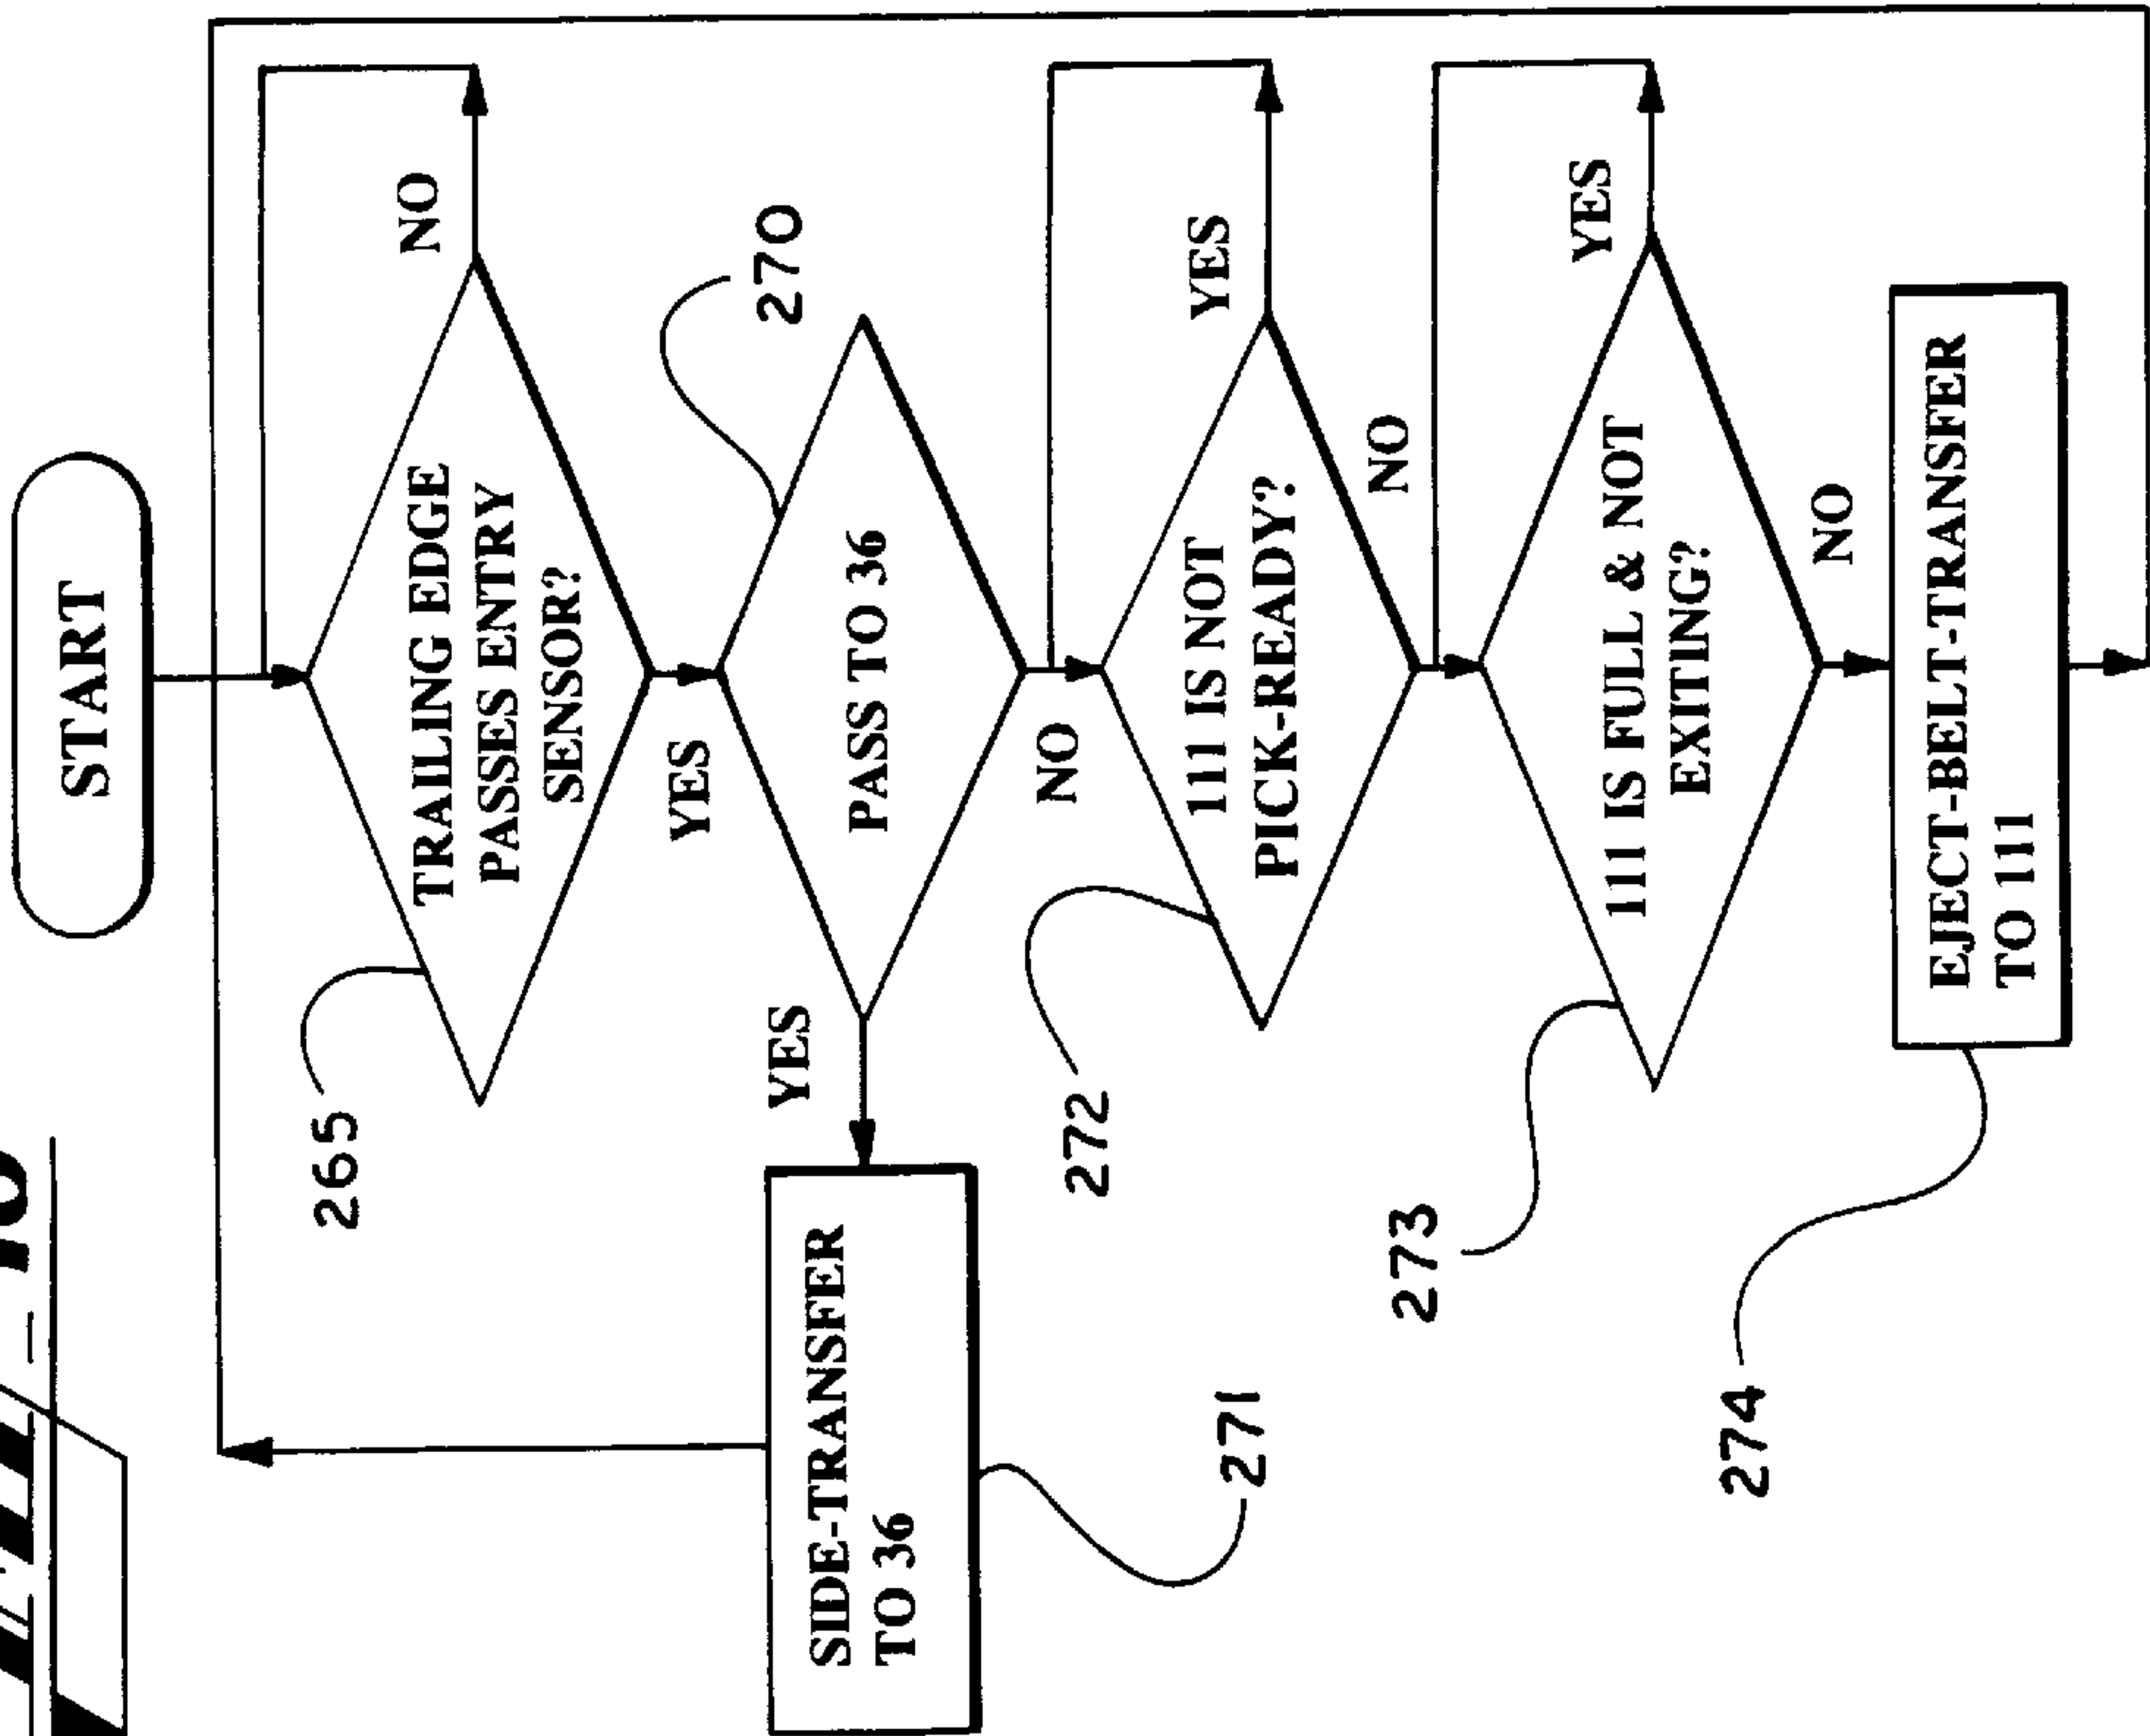 START
TRAILING EDGE
PASSES ENTRY
SENSOR?
NO
265
YES
PASS TO 36
270
YES
SIDE-TRANSFER
TO 36
271
NO
111 IS NOT
PICK-READY?
YES
272
NO
111 IS FULL & NOT
EXITING?
YES
273
NO
EJECT-BELT-TRANSFER
TO 111
274